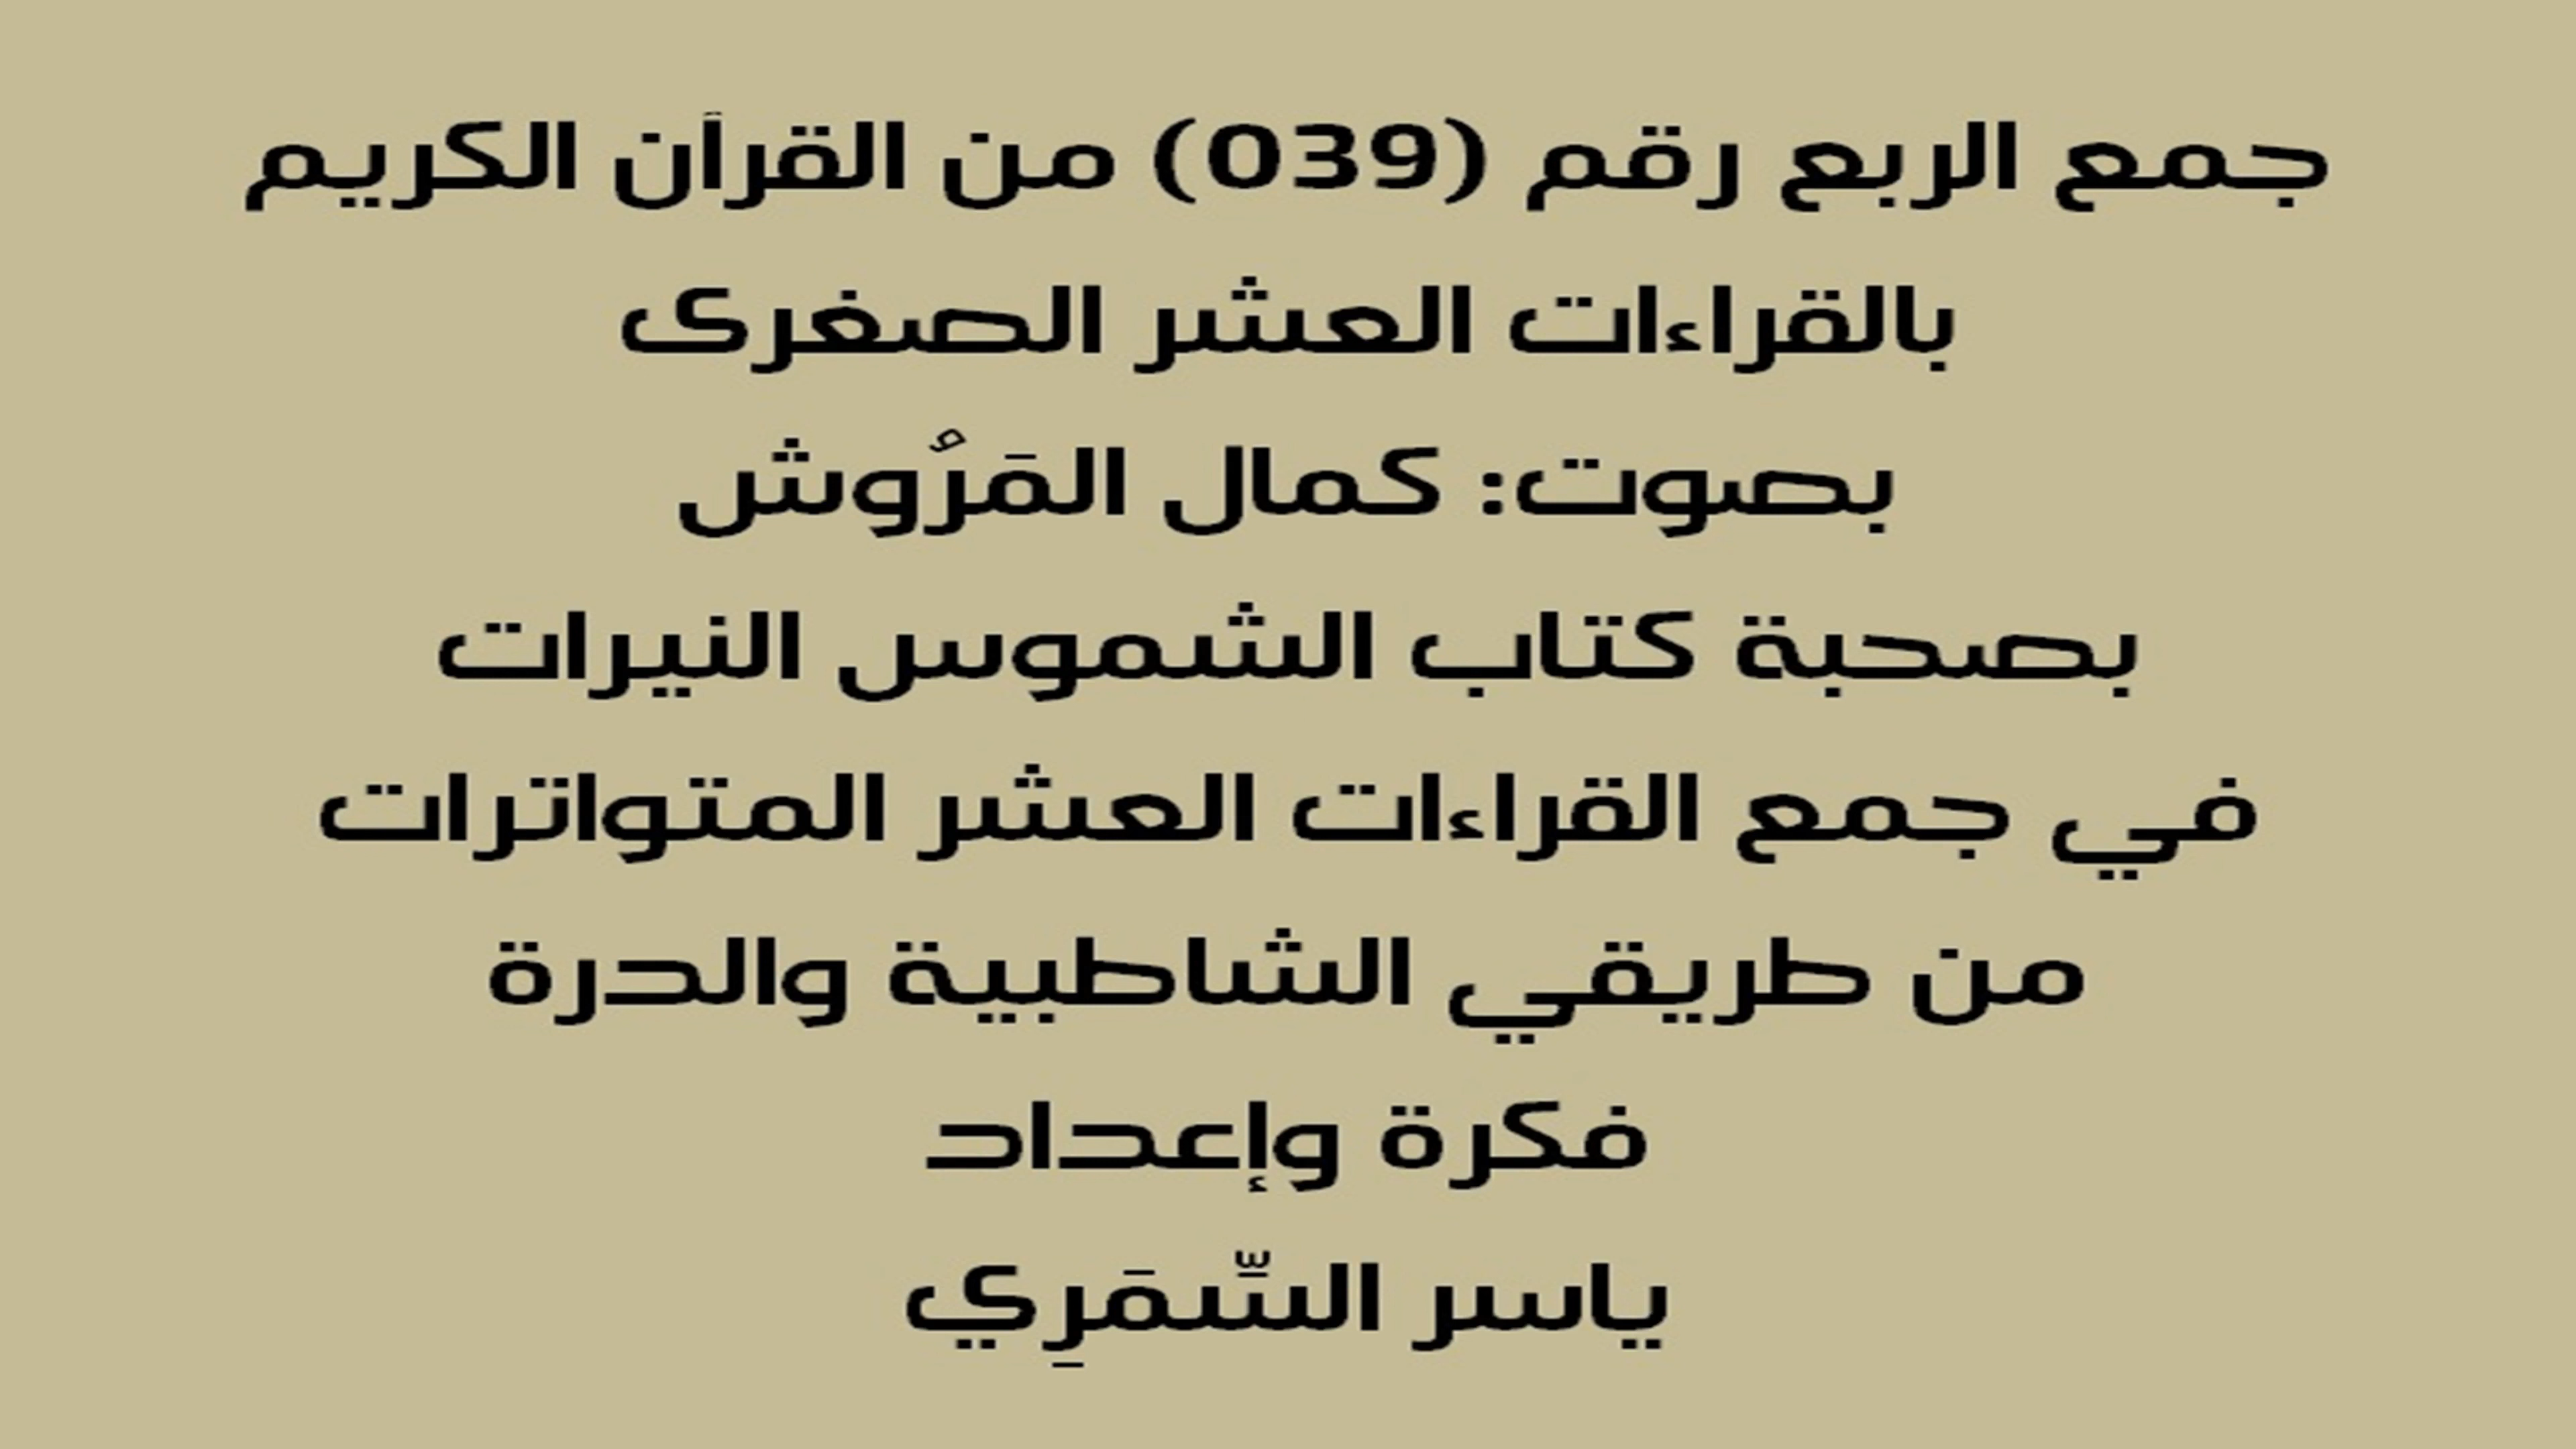 جمع الربع رقم (039) من القرآن الكريم
بالقراءات العشر الصغرى
بصوت: كمال المَرُوش
بصحبة كتاب الشموس النيرات
في جمع القراءات العشر المتواترات
من طريقي الشاطبية والدرة
فكرة وإعداد
ياسر السِّمَرِي